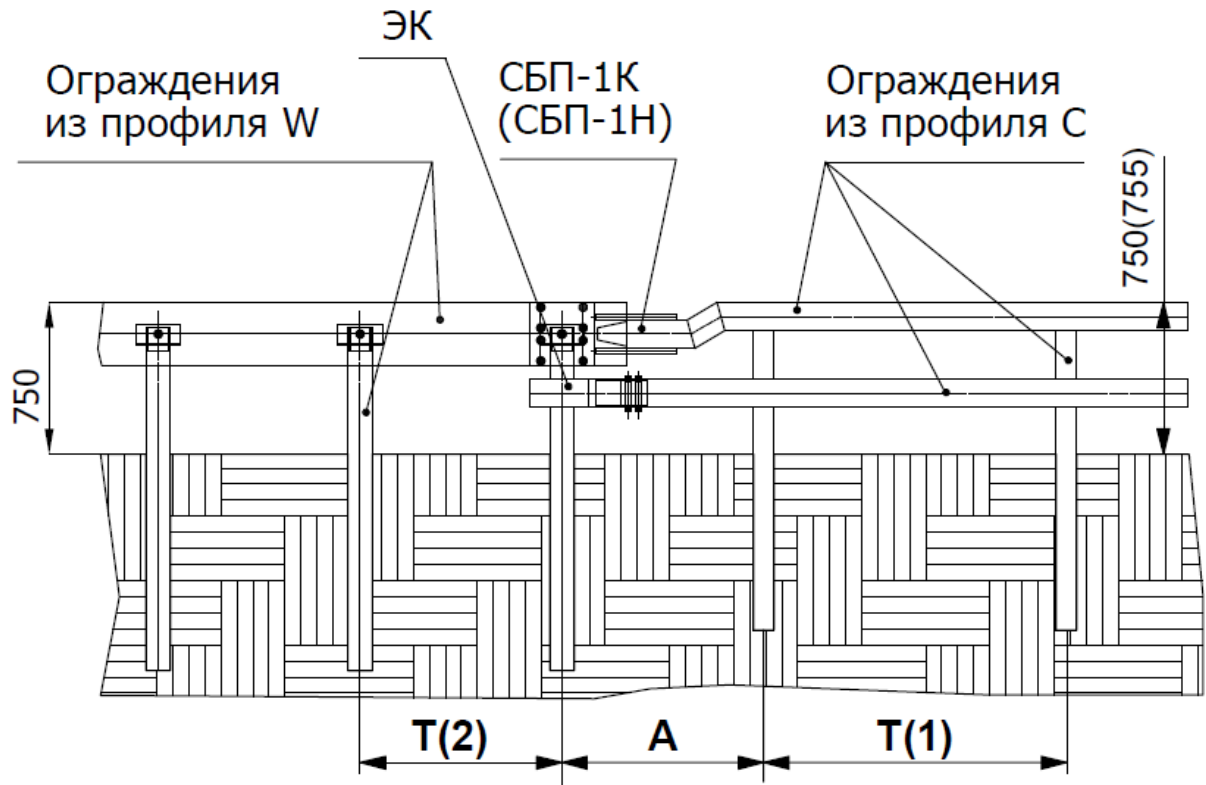 ЭК
Ограждения
из профиля W
СБП-1К
(СБП-1Н)
Ограждения
из профиля С
750(755)
750
Т(2)
А
Т(1)